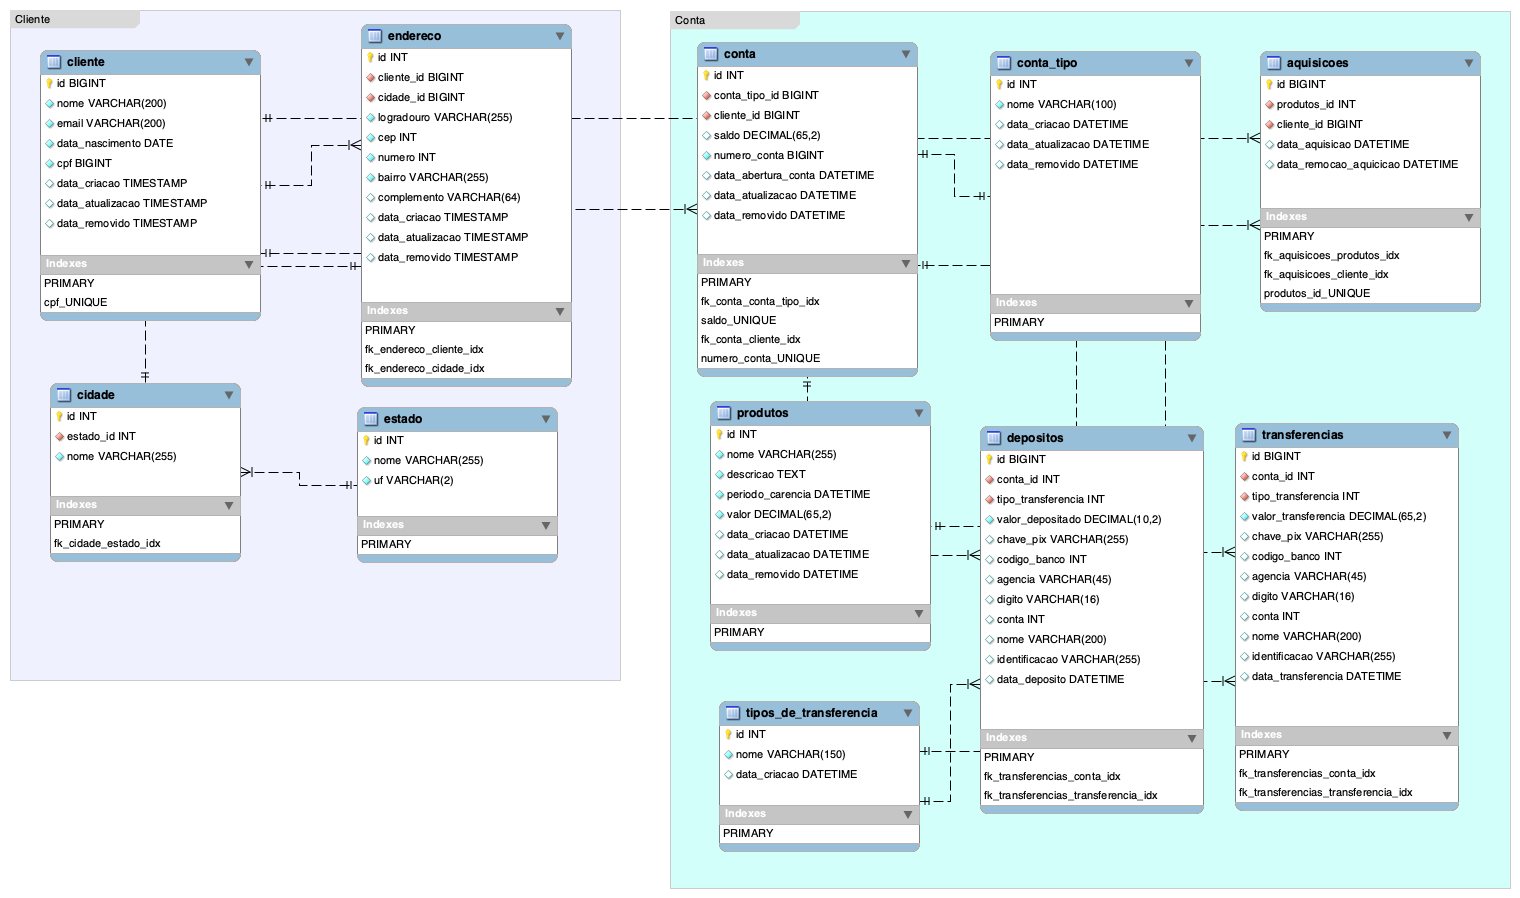 Cliente
cliente
id BIGINT
nome VARCHAR(200)
email VARCHAR(200)
data_nascimento DATE
cpf BIGINT
data_criacao TIMESTAMP
data_atualizacao TIMESTAMP
data_removido TIMESTAMP
Indexes
PRIMARY
cpf_UNIQUE
endereco
id INT
cliente_id BIGINT
cidade_id BIGINT
logradouro VARCHAR(255)
cep INT
numero INT
bairro VARCHAR(255)
complemento VARCHAR(64)
data_criacao TIMESTAMP
data_atualizacao TIMESTAMP
data_removido TIMESTAMP
Indexes
PRIMARY
fk_endereco_cliente_idx
fk_endereco_cidade_idx
cidade
id INT
estado_id INT
nome VARCHAR(255)
Indexes
PRIMARY
fk_cidade_estado_idx
estado
id INT
nome VARCHAR(255)
uf VARCHAR(2)
Indexes
PRIMARY
Conta
conta
id INT
conta_tipo_id BIGINT
cliente_id BIGINT
saldo DECIMAL(65,2)
numero_conta BIGINT
data_abertura_conta DATETIME
data_atualizacao DATETIME
data_removido DATETIME
Indexes
PRIMARY
fk_conta_conta_tipo_idx
saldo_UNIQUE
fk_conta_cliente_idx
numero_conta_UNIQUE
conta_tipo
id INT
nome VARCHAR(100)
data_criacao DATETIME
data_atualizacao DATETIME
data_removido DATETIME
Indexes
PRIMARY
aquisicoes
id BIGINT
produtos_id INT
cliente_id BIGINT
data_aquisicao DATETIME
data_remocao_aquicicao DATETIME
Indexes
PRIMARY
fk_aquisicoes_produtos_idx
fk_aquisicoes_cliente_idx
produtos_id_UNIQUE
produtos
id INT
nome VARCHAR(255)
descricao TEXT
periodo_carencia DATETIME
valor DECIMAL(65,2)
data_criacao DATETIME
data_atualizacao DATETIME
data_removido DATETIME
Indexes
PRIMARY
depositos
id BIGINT
conta_id INT
tipo_transferencia INT
valor_depositado DECIMAL(10,2)
chave_pix VARCHAR(255)
codigo_banco INT
agencia VARCHAR(45)
digito VARCHAR(16)
conta INT
nome VARCHAR(200)
identificacao VARCHAR(255)
data_deposito DATETIME
Indexes
PRIMARY
fk_transferencias_conta_idx
fk_transferencias_transferencia_idx
transferencias
id BIGINT
conta_id INT
tipo_transferencia INT
valor_transferencia DECIMAL(65,2)
chave_pix VARCHAR(255)
codigo_banco INT
agencia VARCHAR(45)
digito VARCHAR(16)
conta INT
nome VARCHAR(200)
identificacao VARCHAR(255)
data_transferencia DATETIME
Indexes
PRIMARY
fk_transferencias_conta_idx
fk_transferencias_transferencia_idx
tipos_de_transferencia
id INT
nome VARCHAR(150)
data_criacao DATETIME
Indexes
PRIMARY